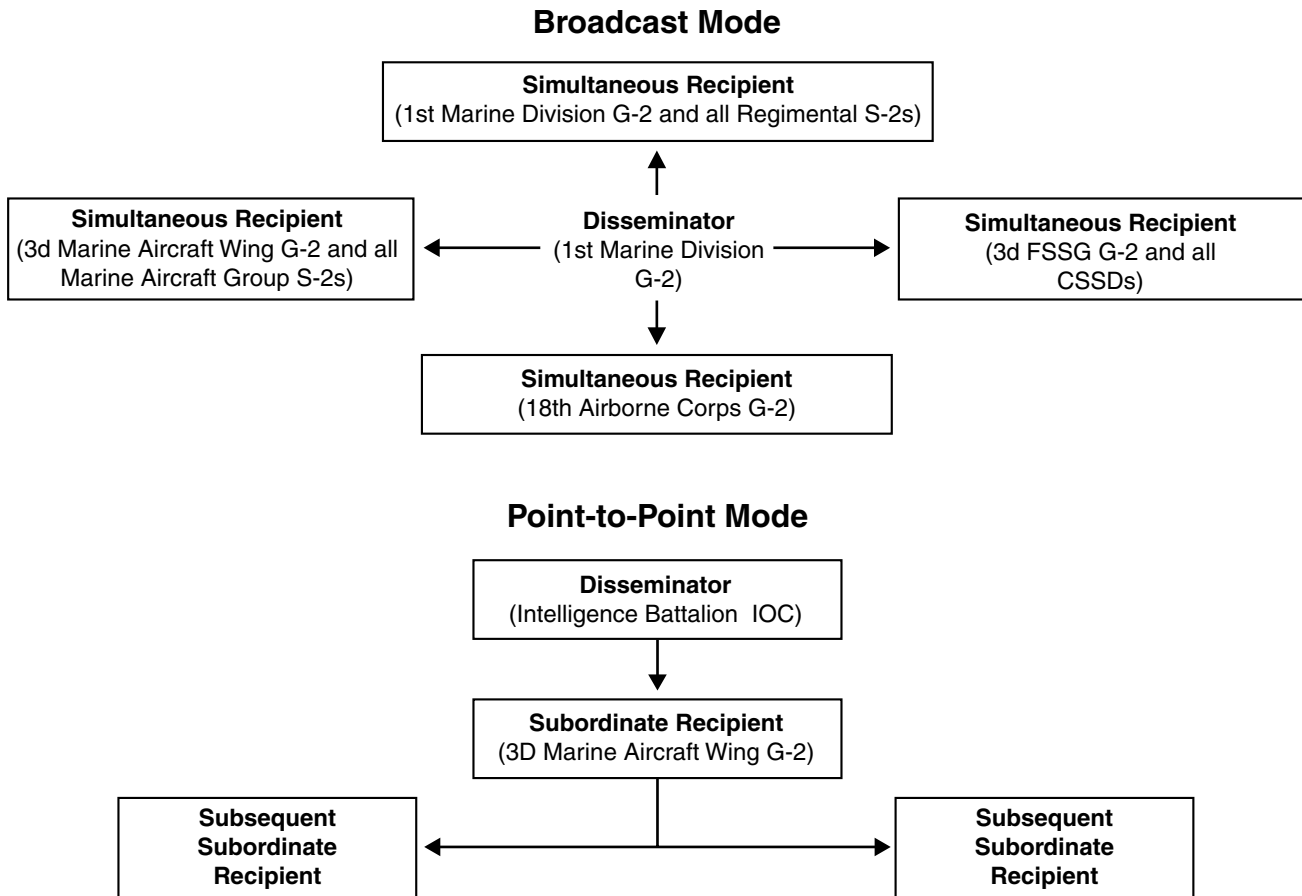 Broadcast Mode
Simultaneous Recipient
(1st Marine Division G-2 and all Regimental S-2s)
Simultaneous Recipient
(3d Marine Aircraft Wing G-2 and all
Marine Aircraft Group S-2s)
Disseminator
(1st Marine Division
G-2)
Simultaneous Recipient
(3d FSSG G-2 and all
CSSDs)
Simultaneous Recipient
(18th Airborne Corps G-2)
Point-to-Point Mode
Disseminator
(Intelligence Battalion IOC)
Subordinate Recipient
(3D Marine Aircraft Wing G-2)
Subsequent
Subordinate
Recipient
Subsequent
Subordinate
Recipient